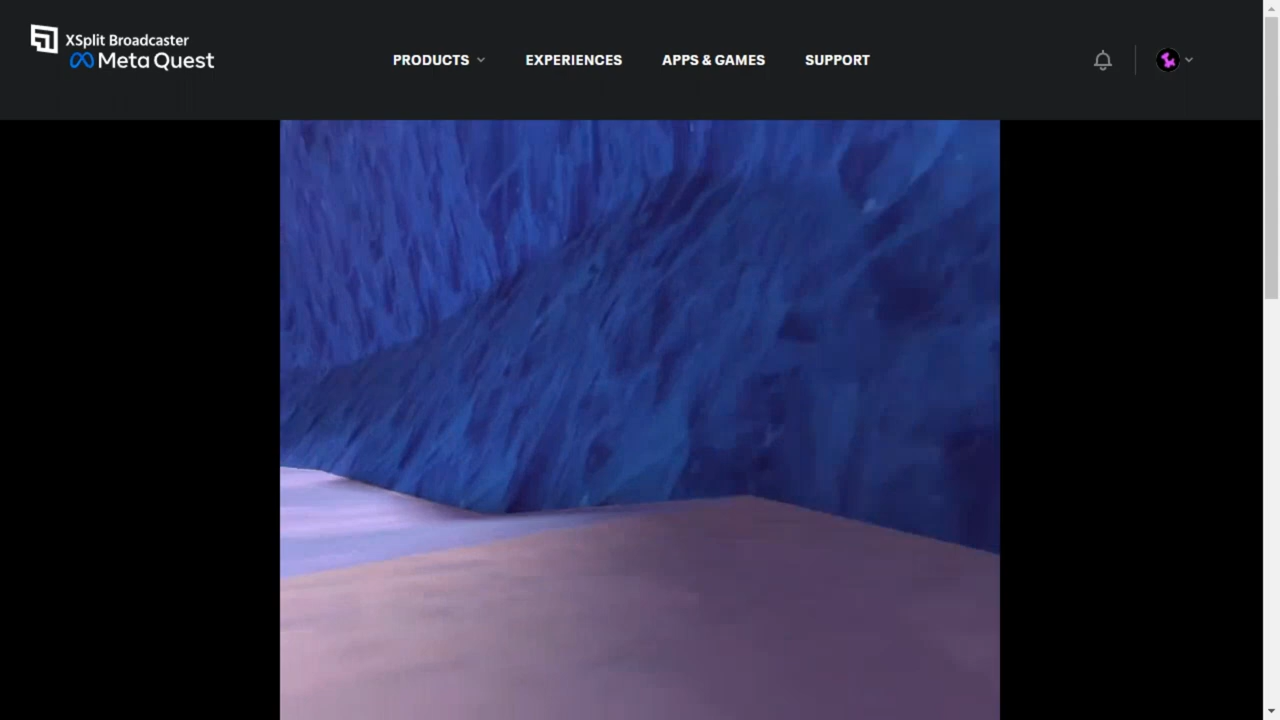 XSplit Broadcaster
Meta Quest
PRODUCTS
EXPERIENCES
APPS & GAMES
SUPPORT